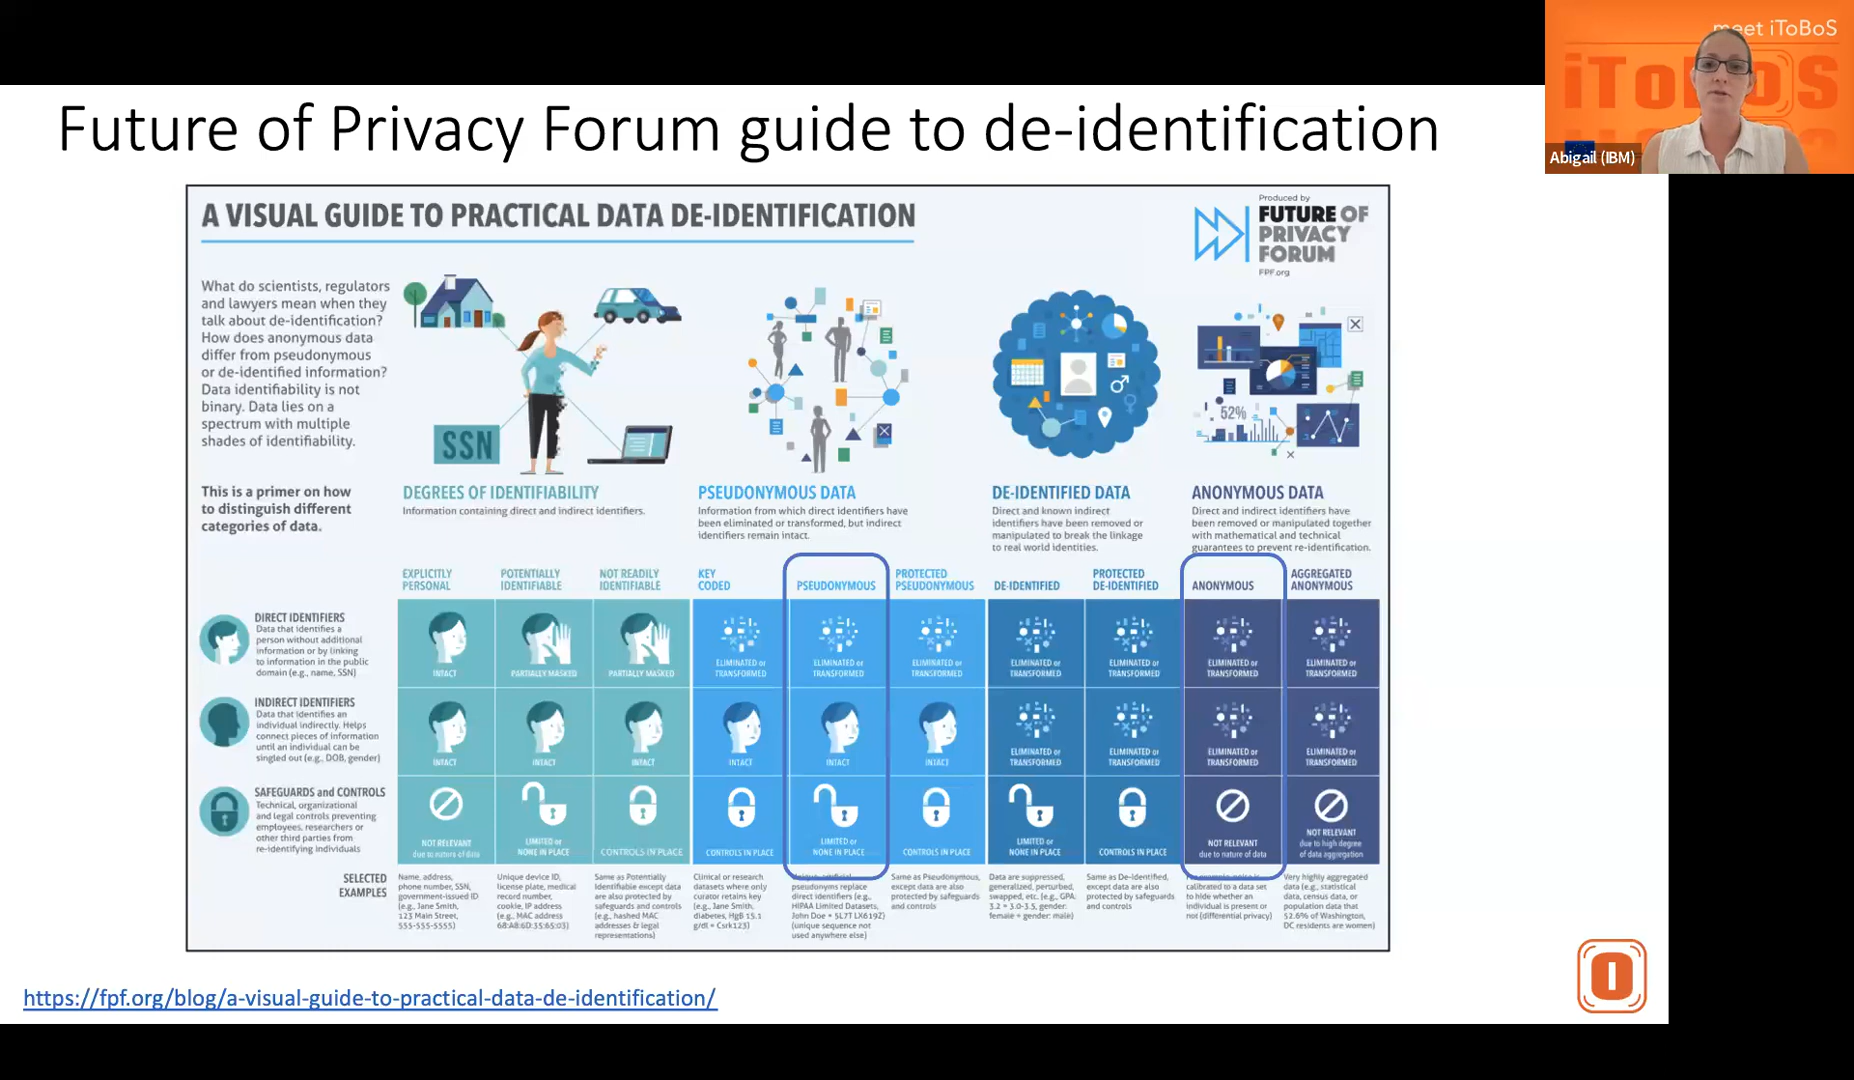 meet iToBoS
iToBoS
Abigail (IBM)
Future of Privacy Forum guide to de-identification
A VISUAL GUIDE TO PRACTICAL DATA DE-IDENTIFICATION
Produced by
FUTURE OF
PRIVACY
FORUM
FPF.org
What do scientists, regulators
and lawyers mean when they
talk about de-identification?
How does anonymous data
differ from pseudonymous
or de-identified information?
Data identifiability is not
binary. Data lies on a
spectrum with multiple
shades of identifiability.
This is a primer on how
to distinguish different
categories of data.
SSN
52%
DEGREES OF IDENTIFIABILITY
Information containing direct and indirect identifiers.
PSEUDONYMOUS DATA
Information from which direct identifiers have
been eliminated or transformed, but indirect
identifiers remain intact.
DE-IDENTIFIED DATA
Direct and known indirect
identifiers have been removed or
manipulated to break the linkage
to real world identities.
ANONYMOUS DATA
Direct and indirect identifiers have
been removed or manipulated together
with mathematical and technical
guarantees to prevent re-identification.
EXPLICITLY
PERSONAL
POTENTIALLY
IDENTIFIABLE
NOT READILY
IDENTIFIABLE
KEY
CODED
PSEUDONYMOUS
PROTECTED
PSEUDONYMOUS
DE-IDENTIFIED
PROTECTED
DE-IDENTIFIED
ANONYMOUS
AGGREGATED
ANONYMOUS
DIRECT IDENTIFIERS
Data that identifies a
person without additional
information or by linking
to information in the public
domain (e.g., name, SSN)
INTACT
PARTIALLY MASKED
PARTIALLY MASKED
ELIMINATED or
TRANSFORMED
ELIMINATED or
TRANSFORMED
ELIMINATED or
TRANSFORMED
ELIMINATED or
TRANSFORMED
ELIMINATED or
TRANSFORMED
ELIMINATED or
TRANSFORMED
ELIMINATED or
TRANSFORMED
INDIRECT IDENTIFIERS
Data that identifies an
individual indirectly. Helps
connect pieces of information
until an individual can be
singled out (e.g., DOB, gender)
INTACT
INTACT
INTACT
INTACT
INTACT
INTACT
ELIMINATED or
TRANSFORMED
ELIMINATED or
TRANSFORMED
ELIMINATED or
TRANSFORMED
ELIMINATED or
TRANSFORMED
SAFEGUARDS and CONTROLS
Technical, organizational
and legal controls preventing
employees, researchers or
other third parties from
re-identifying individuals
NOT RELEVANT
due to nature of data
LIMITED or
NONE IN PLACE
CONTROLS IN PLACE
CONTROLS IN PLACE
LIMITED or
NONE IN PLACE
CONTROLS IN PLACE
LIMITED or
NONE IN PLACE
CONTROLS IN PLACE
NOT RELEVANT
due to nature of data
NOT RELEVANT
due to high degree
of data aggregation
SELECTED
EXAMPLES
Name, address,
phone number, SSN,
government-issued ID
(e.g., Jane Smith,
123 Main Street,
555-555-5555)
Unique device ID,
license plate, medical
record number,
cookie, IP address
(e.g., MAC address
68:A8:6D:35:65:03)
Same as Potentially
Identifiable except data
are also protected by
safeguards and controls
(e.g., hashed MAC
addresses & legal
representations)
Clinical or research
datasets where only
curator retains key
(e.g., Jane Smith,
diabetes, HgB 15.1
g/dl = Csrk123)
Unique, artificial
pseudonyms replace
direct identifiers (e.g.,
HIPAA Limited Datasets,
John Doe = 5L7T LX619Z)
(unique sequence not
used anywhere else)
Same as Pseudonymous,
except data are also
protected by safeguards
and controls
Data are suppressed,
generalized, perturbed,
swapped, etc. (e.g., GPA:
3.2 = 3.0-3.5, gender:
female = gender: male)
Same as De-Identified,
except data are also
protected by safeguards
and controls
For example, noise is
calibrated to a data set
to hide whether an
individual is present or
not (differential privacy)
Very highly aggregated
data (e.g., statistical
data, census data, or
population data that
52.6% of Washington,
DC residents are women)
https://fpf.org/blog/a-visual-guide-to-practical-data-de-identification/